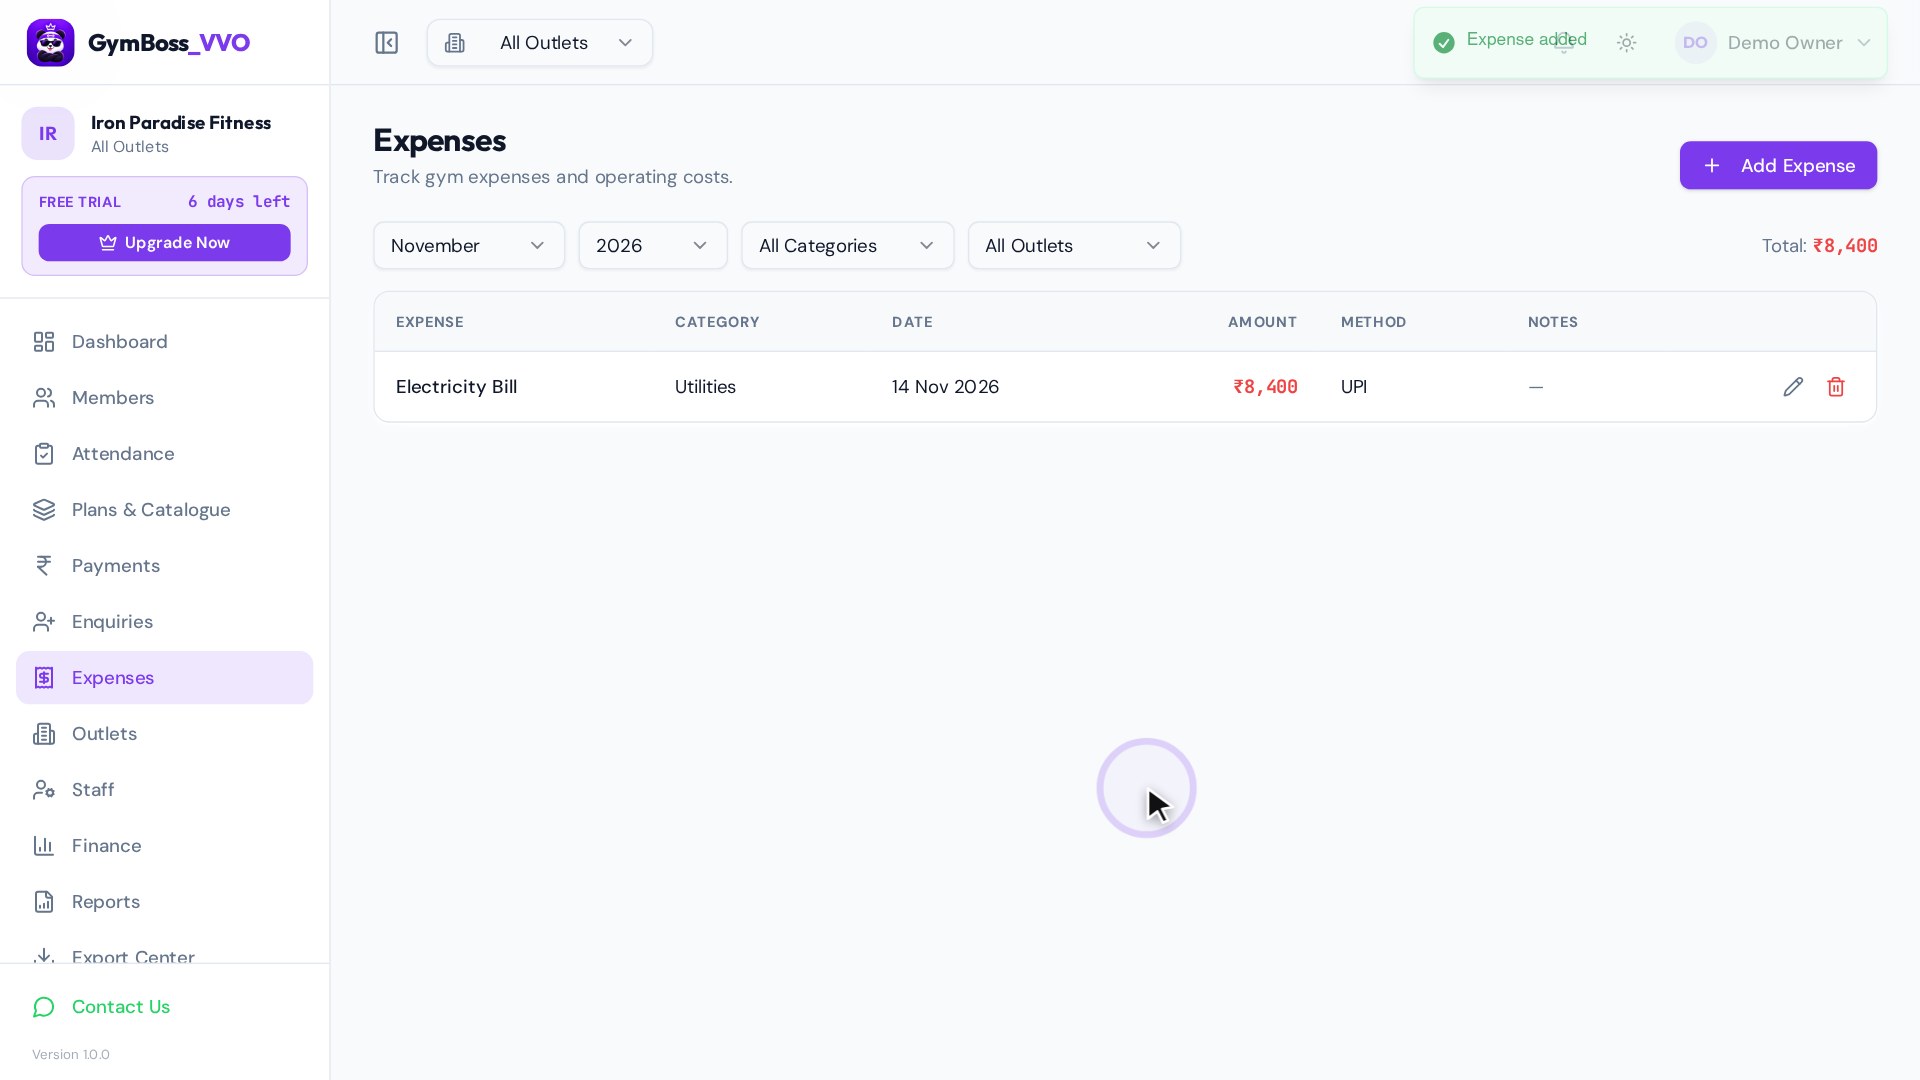 GymBoss_VVO
All Outlets
Expense added
DO
Demo Owner
IR
Iron Paradise Fitness
All Outlets
FREE TRIAL
6 days left
Upgrade Now
Dashboard
Members
Attendance
Plans & Catalogue
Payments
Enquiries
Expenses
Outlets
Staff
Finance
Reports
Export Center
Contact Us
Version 1.0.0
Expenses
Track gym expenses and operating costs.
Add Expense
November
2026
All Categories
All Outlets
Total: ₹8,400
EXPENSE CATEGORY DATE AMOUNT METHOD NOTES
Electricity Bill Utilities 14 Nov 2026 ₹8,400 UPI —